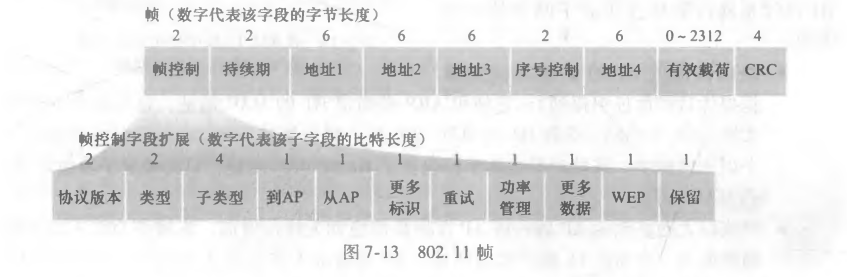 帧（数字代表该字段的字节长度）
2 2 6 6 6 2 6 0~2312 4
帧控制 持续期 地址1 地址2 地址3 序号控制 地址4 有效载荷 CRC
帧控制字段扩展（数字代表该子字段的比特长度）
2 2 4 1 1 1 1 1 1 1 1
协议版本 类型 子类型 到AP 从AP 更多标识 重试 功率管理 更多数据 WEP 保留
图 7-13 802.11 帧